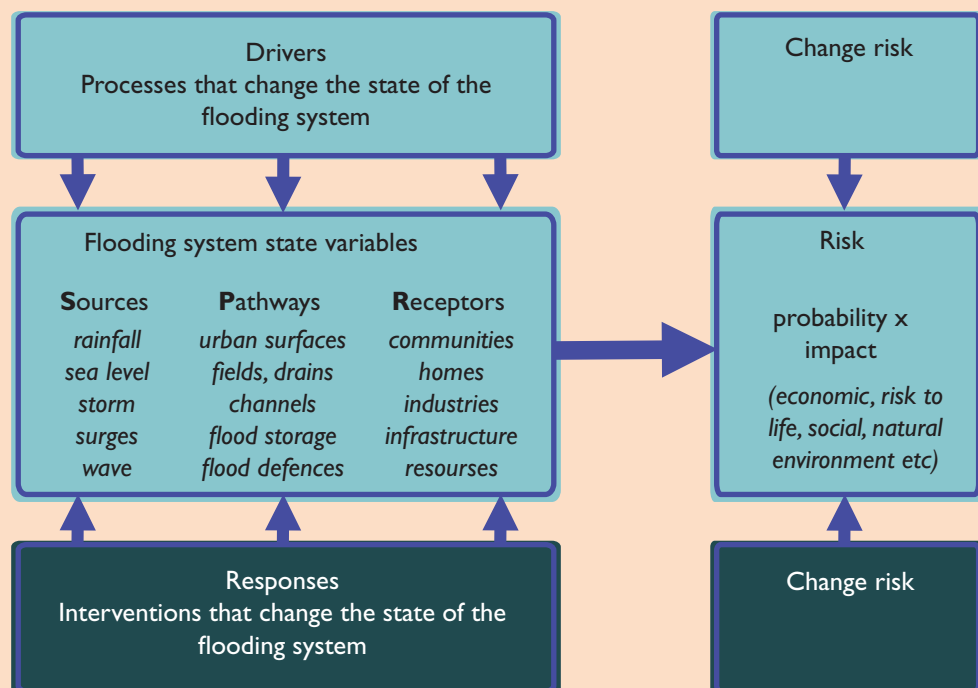 Drivers
Processes that change the state of the
flooding system
Change risk
Flooding system state variables
Sources
rainfall
sea level
storm
surges
wave
Pathways
urban surfaces
fields, drains
channels
flood storage
flood defences
Receptors
communities
homes
industries
infrastructure
resourses
Risk
probability x
impact
(economic, risk to
life, social, natural
environment etc)
Responses
Interventions that change the state of the
flooding system
Change risk